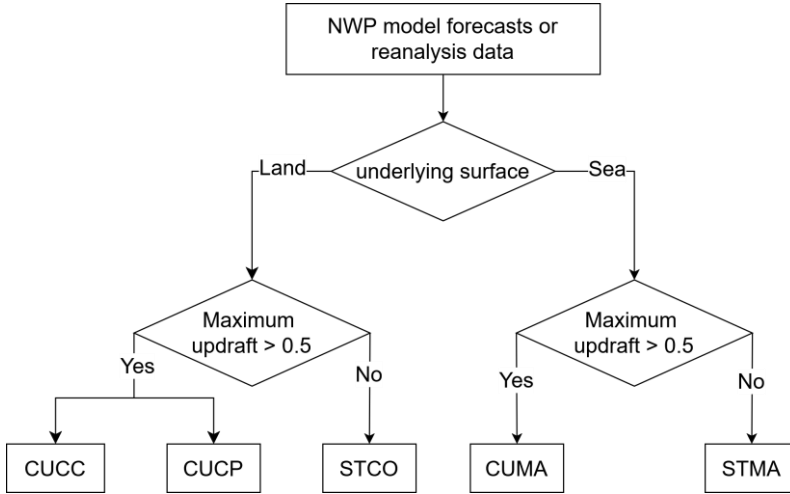 NWP model forecasts or
reanalysis data
Land
underlying surface
Sea
Maximum
updraft > 0.5
Maximum
updraft > 0.5
Yes
No
Yes
No
CUCC
CUCP
STCO
CUMA
STMA